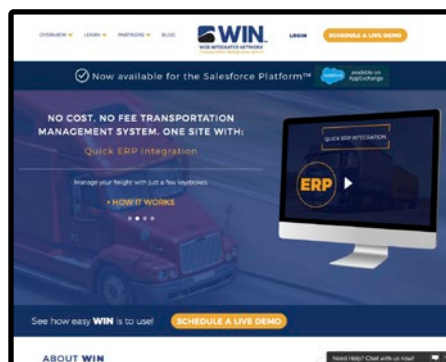 OVERVIEW LEARN PARTNERS BLOG
WIN
WEB INTEGRATED NETWORK
LOGIN
SCHEDULE A LIVE DEMO
Now available for the Salesforce Platform™
available on
AppExchange
NO COST. NO FEE TRANSPORTATION
MANAGEMENT SYSTEM. ONE SITE WITH:
Quick ERP Integration
Manage your freight with just a few keystrokes
HOW IT WORKS
QUICK ERP INTEGRATION
ERP
See how easy WIN is to use!
SCHEDULE A LIVE DEMO
ABOUT WIN
Need Help? Chat with us now!